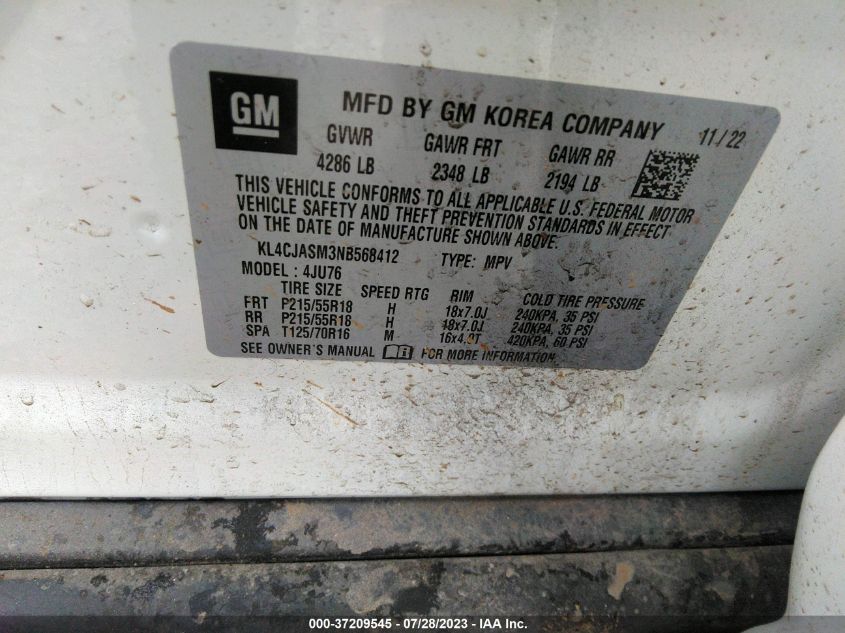 GM MFD BY GM KOREA COMPANY 11/22
GVWR GAWR FRT GAWR RR
4286 LB 2348 LB 2194 LB
THIS VEHICLE CONFORMS TO ALL APPLICABLE U.S. FEDERAL MOTOR
VEHICLE SAFETY AND THEFT PREVENTION STANDARDS IN EFFECT
ON THE DATE OF MANUFACTURE SHOWN ABOVE.
KL4CJASM3NB568412 TYPE: MPV
MODEL : 4JU76
TIRE SIZE SPEED RTG RIM COLD TIRE PRESSURE
FRT P215/55R18 H 18x7.0J 240KPA, 35 PSI
RR P215/55R18 H 18x7.0J 240KPA, 35 PSI
SPA T125/70R16 M 420KPA, 60 PSI
SEE OWNER'S MANUAL FOR MORE INFORMATION
000-37209545 - 07/28/2023 - IAA Inc.